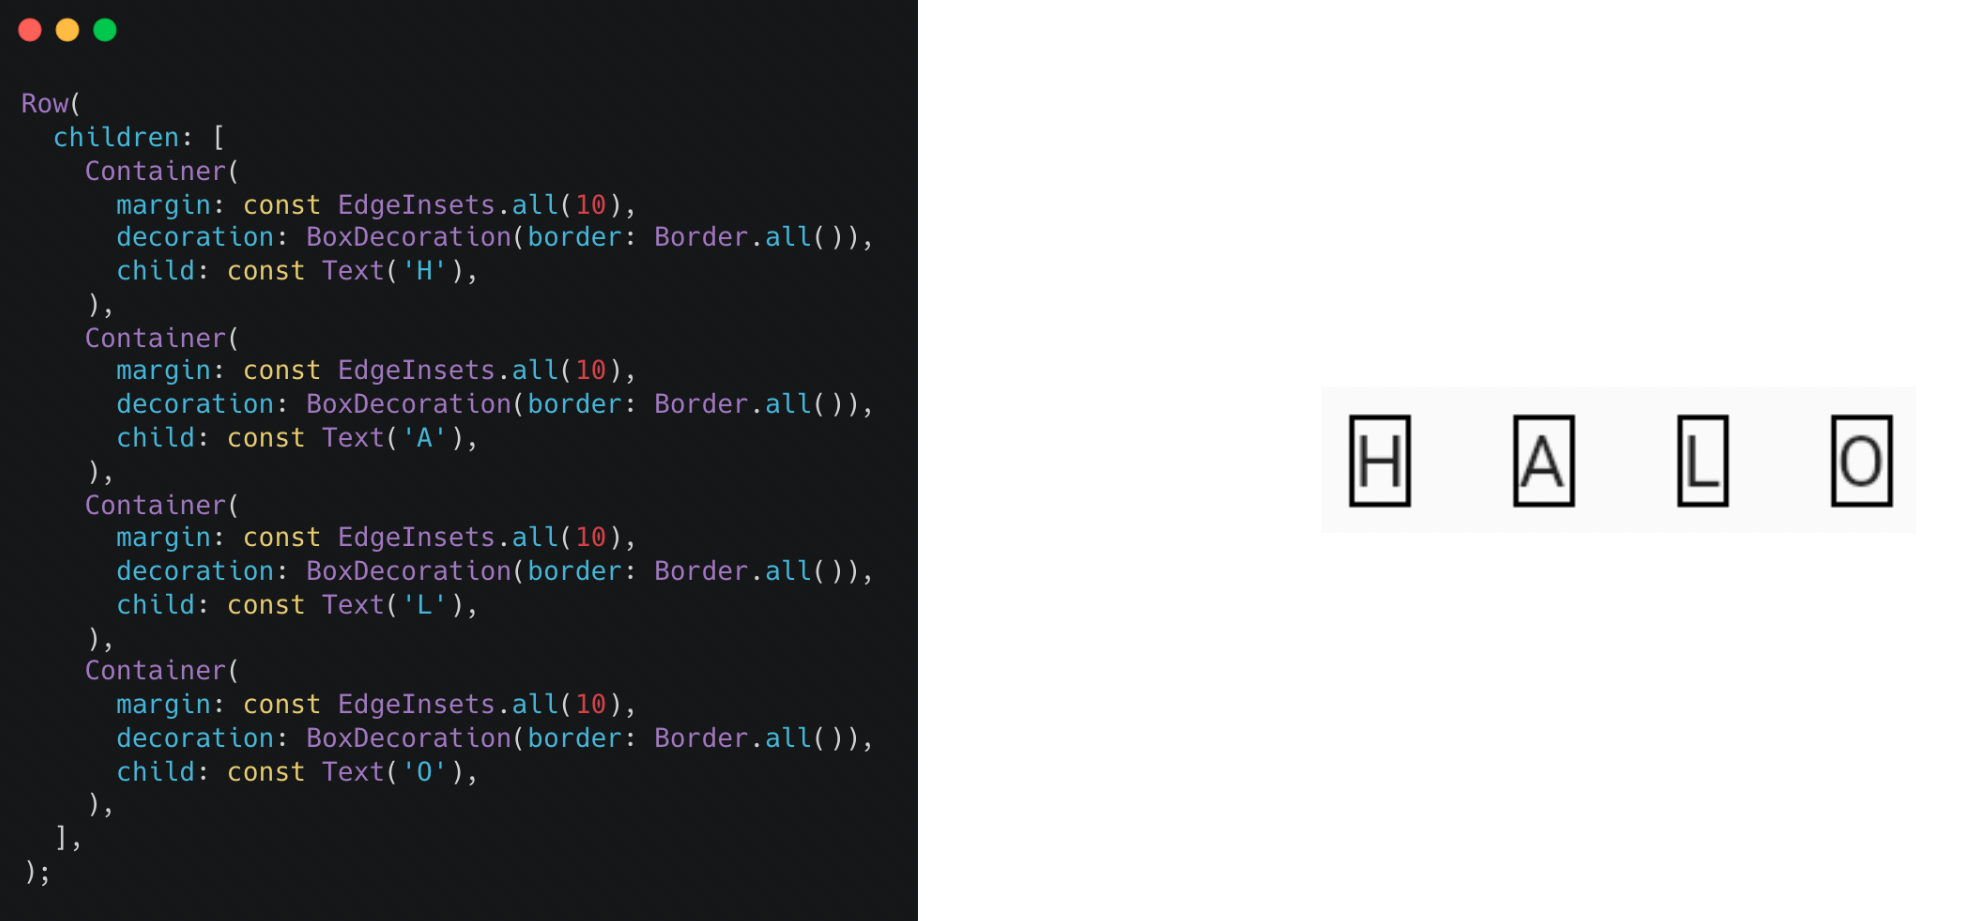 Row(
  children: [
    Container(
      margin: const EdgeInsets.all(10),
      decoration: BoxDecoration(border: Border.all()),
      child: const Text('H'),
    ),
    Container(
      margin: const EdgeInsets.all(10),
      decoration: BoxDecoration(border: Border.all()),
      child: const Text('A'),
    ),
    Container(
      margin: const EdgeInsets.all(10),
      decoration: BoxDecoration(border: Border.all()),
      child: const Text('L'),
    ),
    Container(
      margin: const EdgeInsets.all(10),
      decoration: BoxDecoration(border: Border.all()),
      child: const Text('O'),
    ),
  ],
);
H A L O